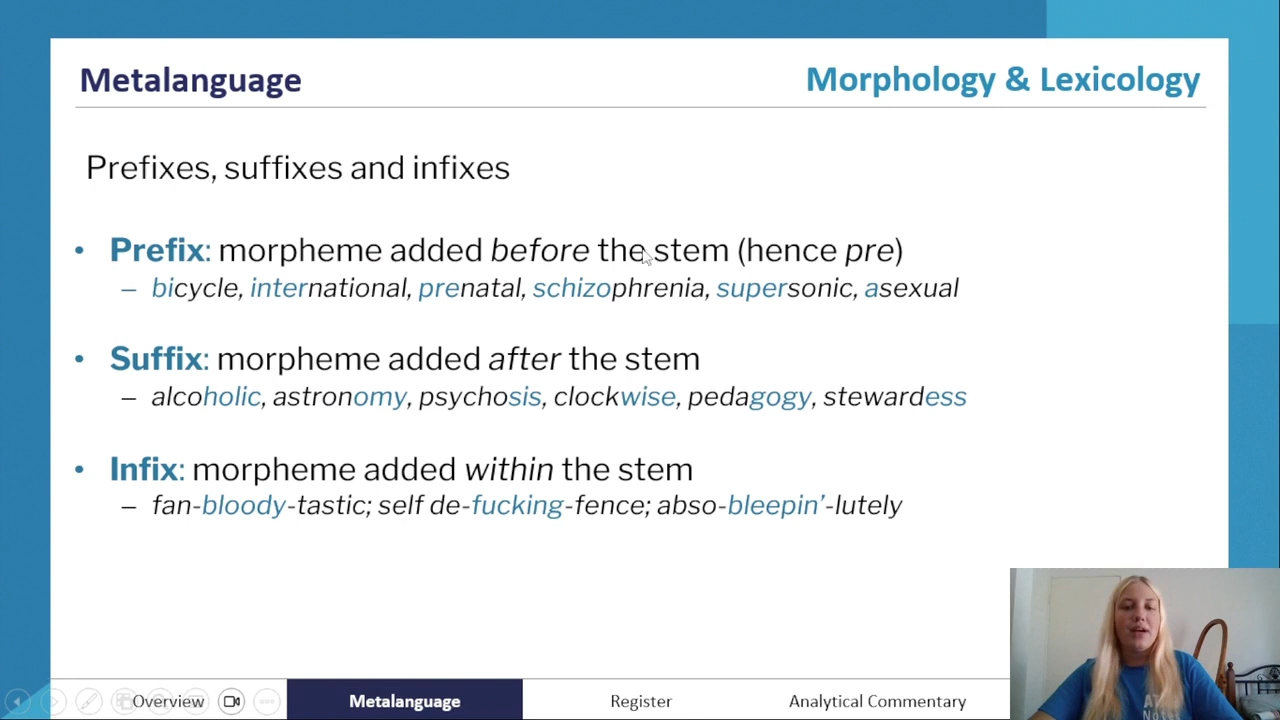 Metalanguage
Morphology & Lexicology
Prefixes, suffixes and infixes
• Prefix: morpheme added before the stem (hence pre)
– bicycle, international, prenatal, schizophrenia, supersonic, asexual
• Suffix: morpheme added after the stem
– alcoholic, astronomy, psychosis, clockwise, pedagogy, stewardess
• Infix: morpheme added within the stem
– fan-bloody-tastic; self de-fucking-fence; abso-bleepin’-lutely
Overview
Metalanguage
Register
Analytical Commentary